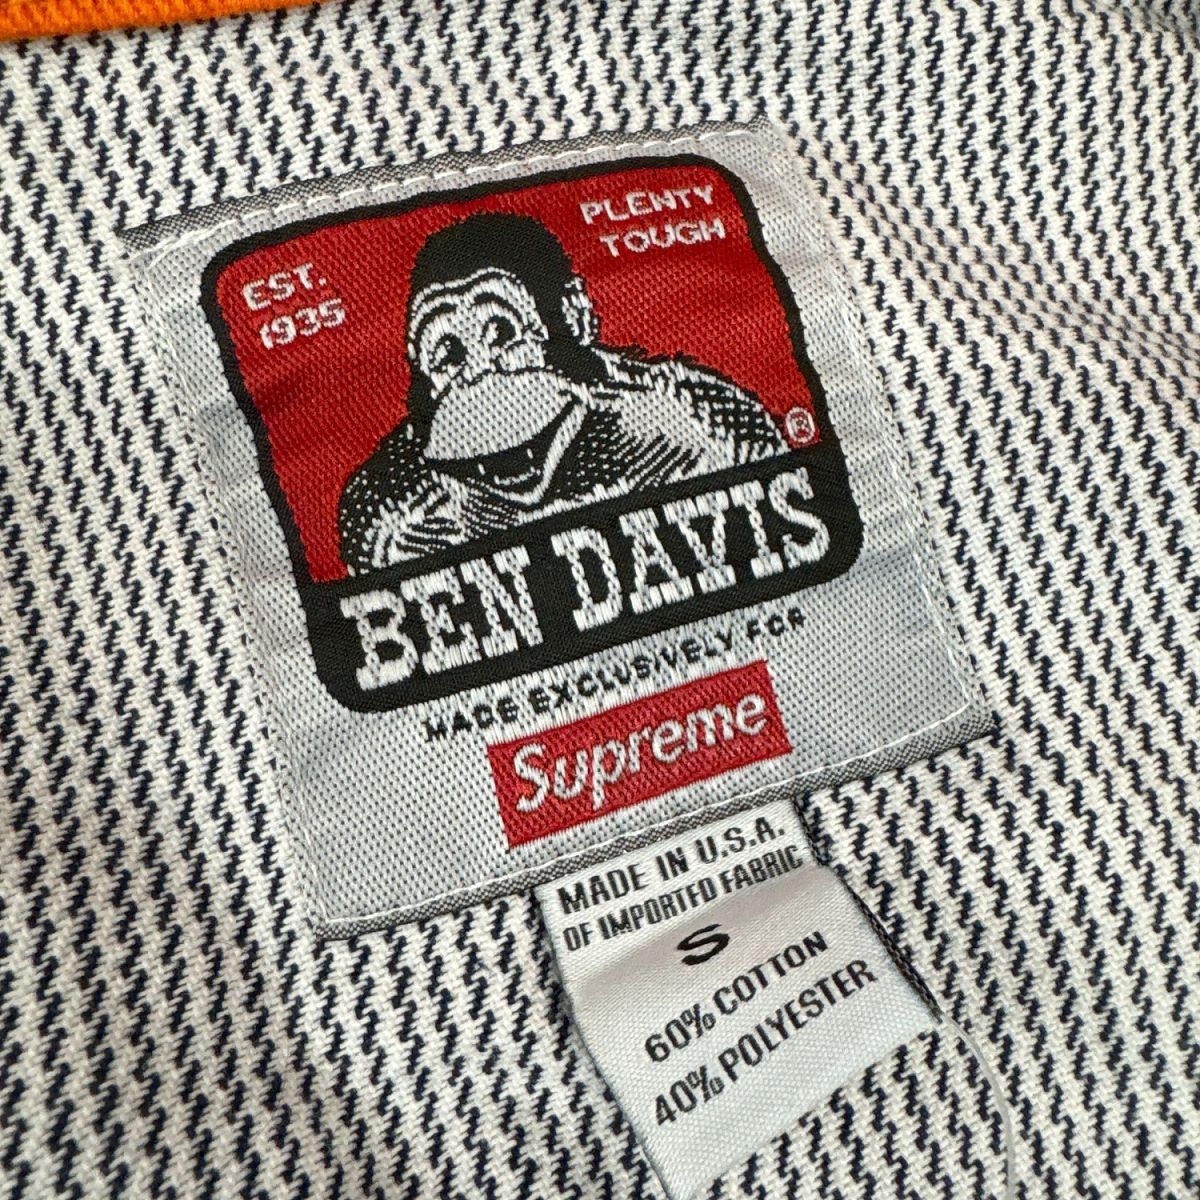 EST.
1935
PLENTY
TOUGH
®
BEN DAVIS
MADE EXCLUSIVELY FOR
Supreme
MADE IN U.S.A.
OF IMPORTED FABRIC
S
60% COTTON
40% POLYESTER